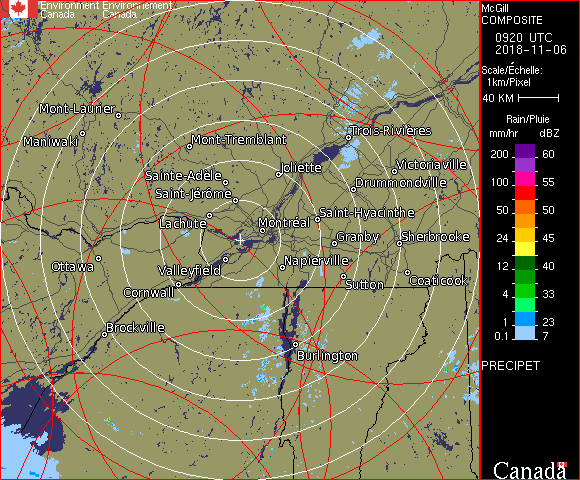 Environment Environnement
Canada Canada
McGill
COMPOSITE
0920 UTC
2018-11-06
Scale/Échelle:
1km/Pixel
40 KM
Rain/Pluie
mm/hr dBZ
200 60
100 55
50 50
24 45
12 40
4 33
1 23
0.1 7
PRECIPET
Mont-Laurier
Maniwaki
Mont-Tremblant
Trois-Rivières
Joliette
Victoriaville
Sainte-Adèle
Drummondville
Saint-Jérôme
Saint-Hyacinthe
Lachute
Montréal
Granby
Sherbrooke
Ottawa
Valleyfield
Napierville
Cornwall
Sutton
Coaticook
Brockville
Burlington
Canada